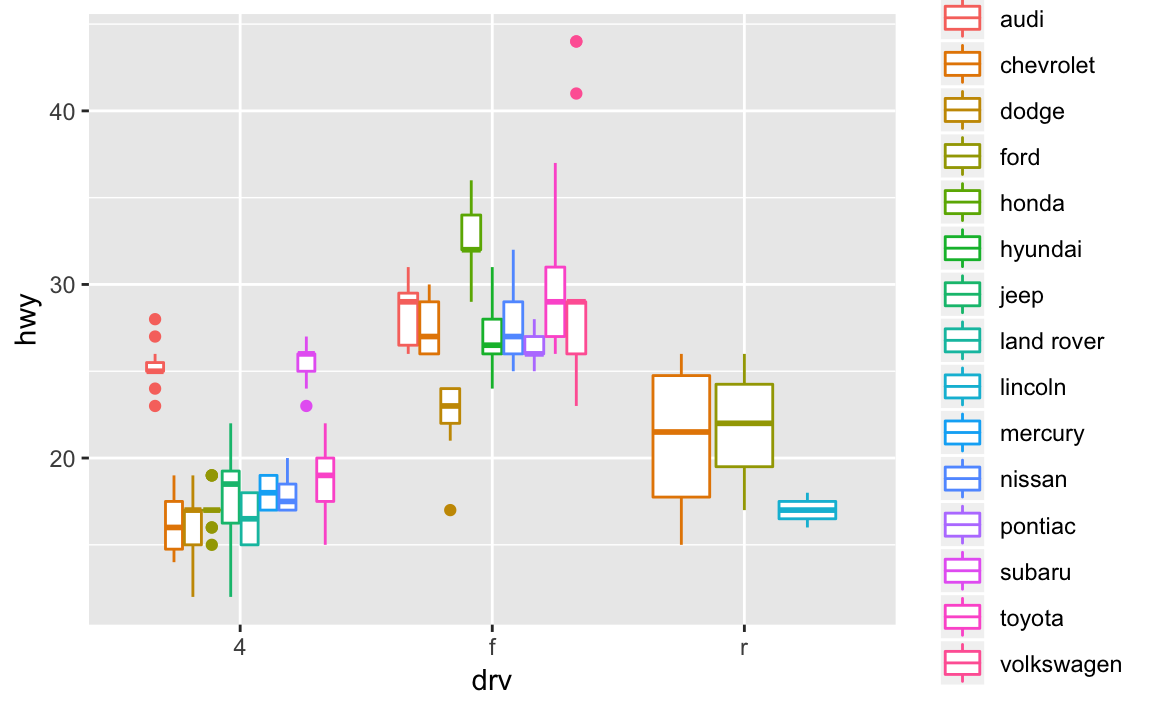 hwy
40
30
20
4
f
r
drv
audi
chevrolet
dodge
ford
honda
hyundai
jeep
land rover
lincoln
mercury
nissan
pontiac
subaru
toyota
volkswagen